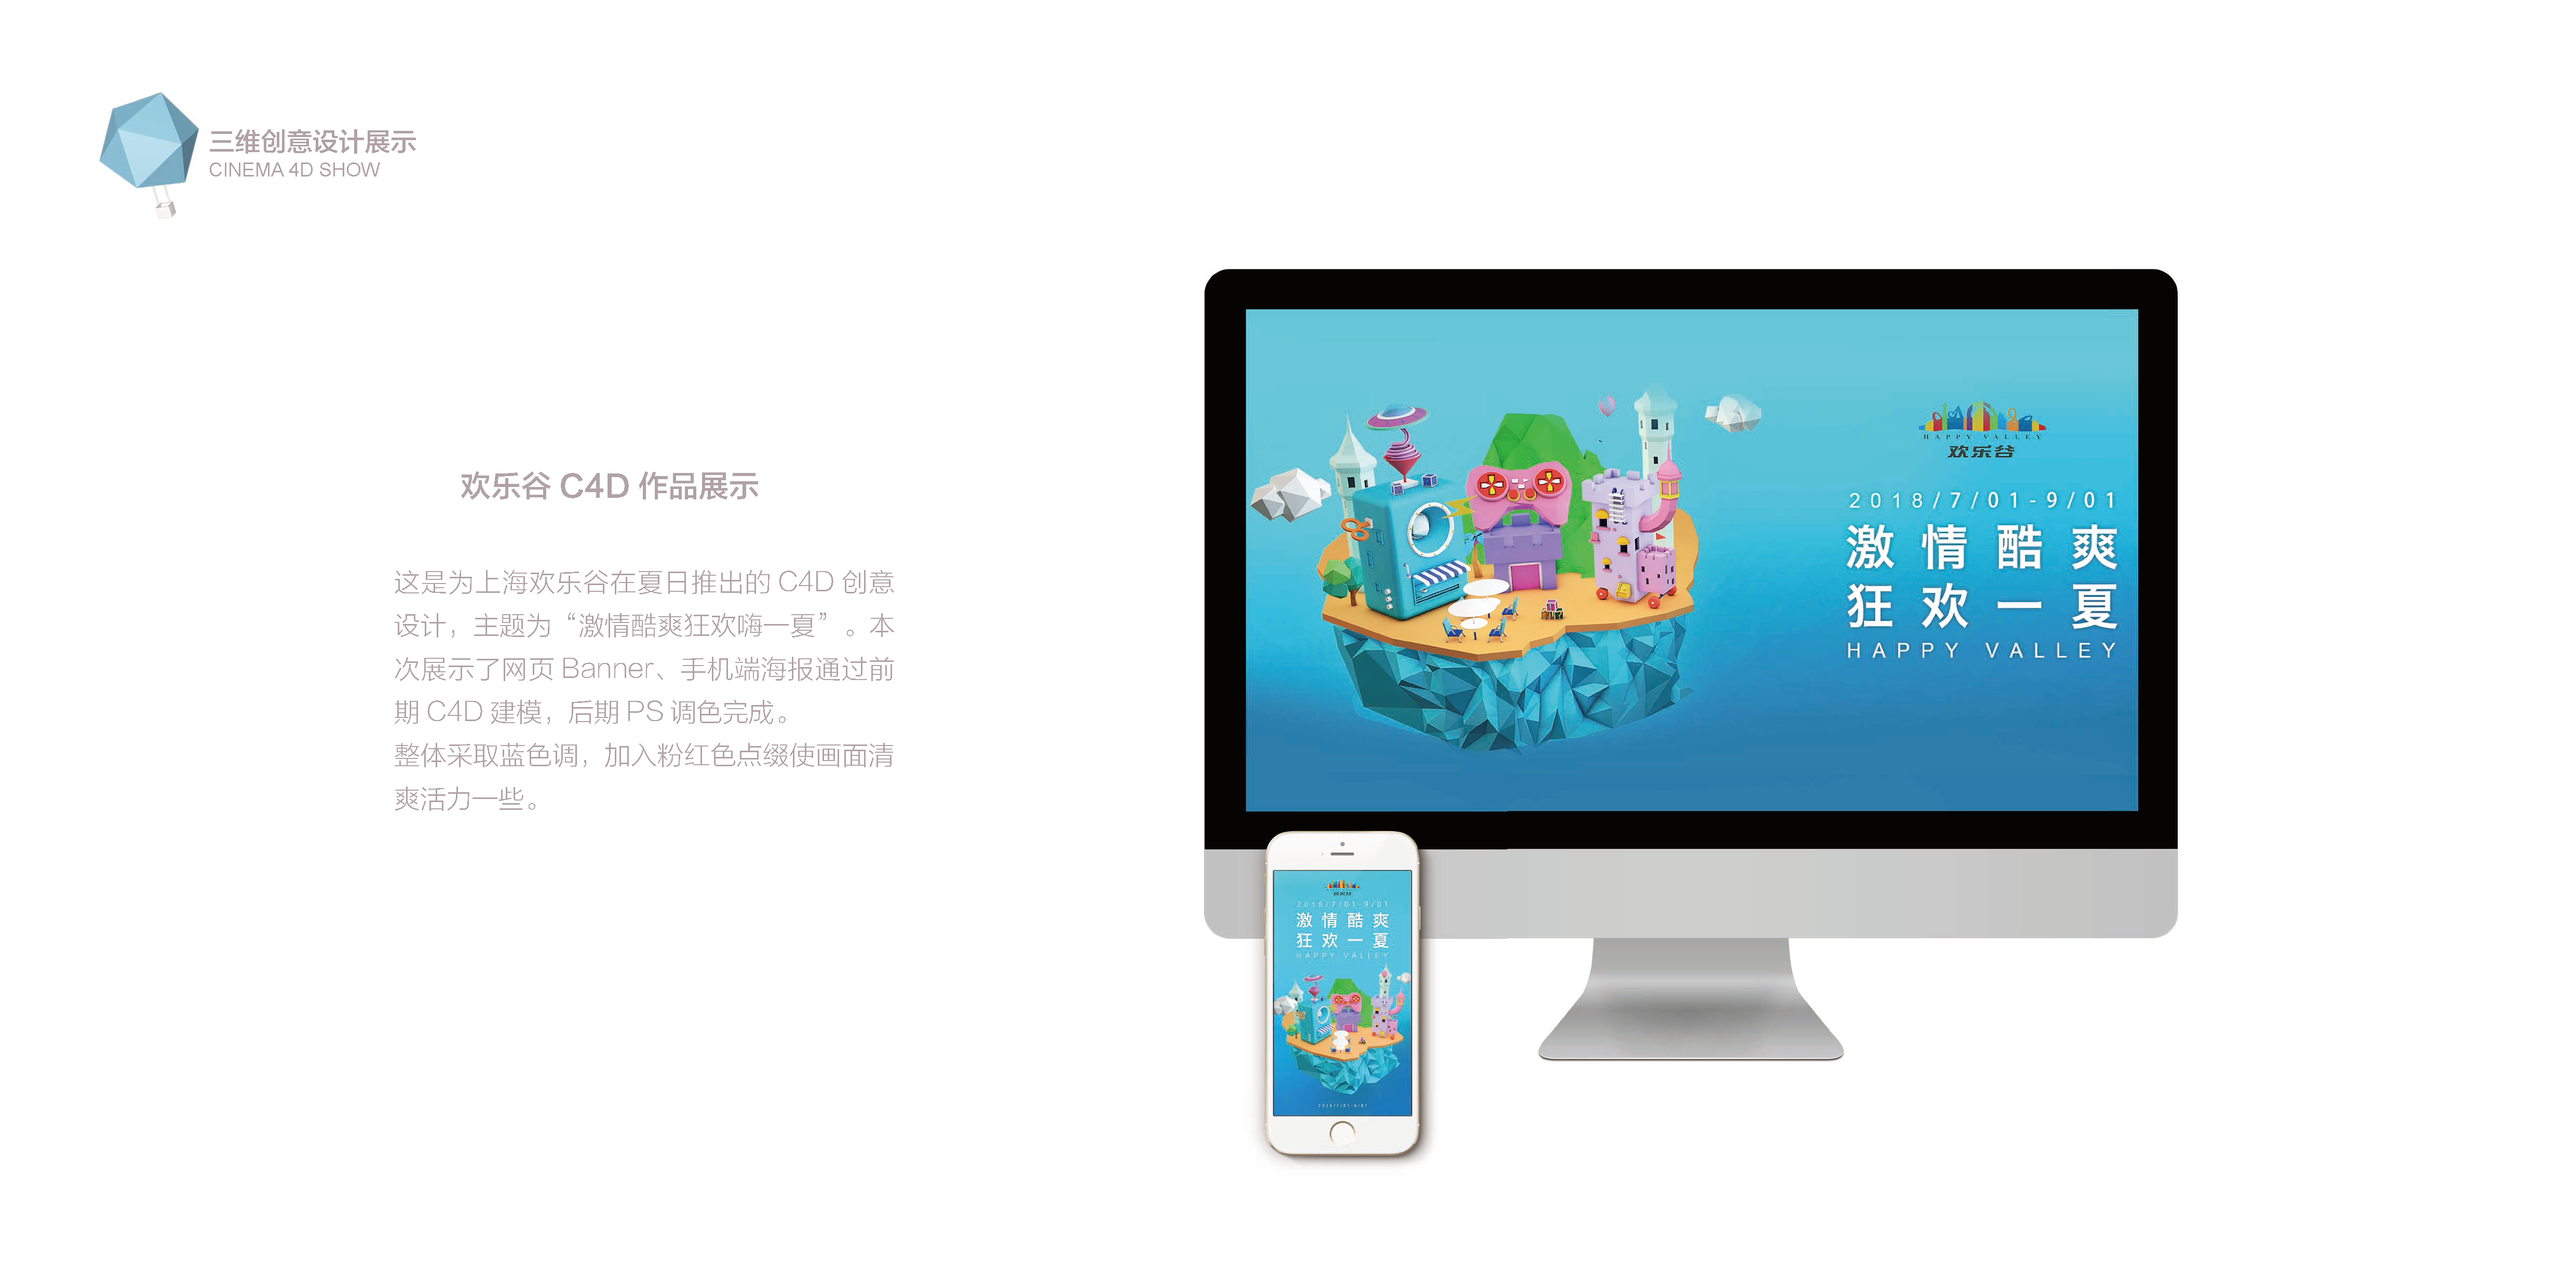 三维创意设计展示
CINEMA 4D SHOW
欢乐谷 C4D 作品展示
这是为上海欢乐谷在夏日推出的 C4D 创意
设计，主题为“激情酷爽狂欢嗨一夏”。本
次展示了网页 Banner、手机端海报通过前
期 C4D 建模，后期 PS 调色完成。
整体采取蓝色调，加入粉红色点缀使画面清
爽活力一些。
HAPPY VALLEY
欢乐谷
2018/7/01-9/01
激情酷爽
狂欢一夏
HAPPY VALLEY
欢乐谷
2018/7/01-9/01
激情酷爽
狂欢一夏
HAPPY VALLEY
2018/7/01-9/01